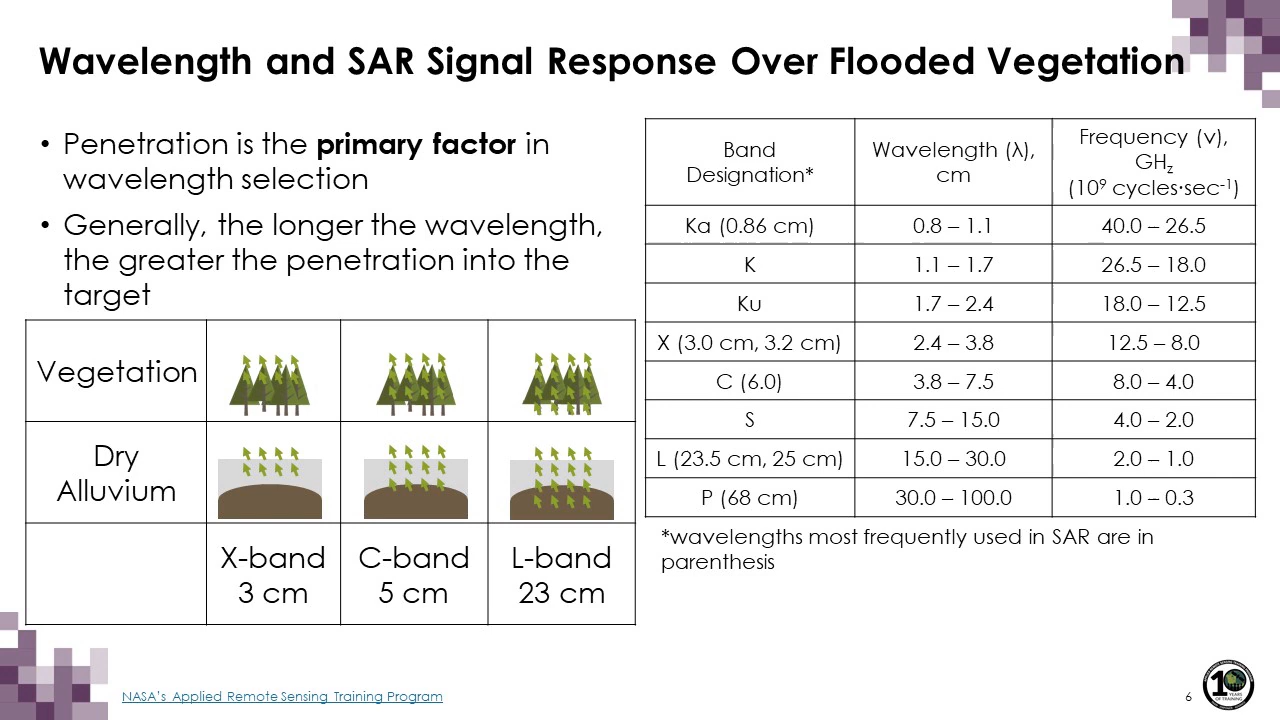 Wavelength and SAR Signal Response Over Flooded Vegetation
• Penetration is the primary factor in
wavelength selection
• Generally, the longer the wavelength,
the greater the penetration into the
target
Vegetation
Dry
Alluvium
X-band
3 cm
C-band
5 cm
L-band
23 cm
Band
Designation*
Wavelength (λ),
cm
Frequency (v),
GHz
(10⁹ cycles·sec⁻¹)
Ka (0.86 cm) 0.8 – 1.1 40.0 – 26.5
K 1.1 – 1.7 26.5 – 18.0
Ku 1.7 – 2.4 18.0 – 12.5
X (3.0 cm, 3.2 cm) 2.4 – 3.8 12.5 – 8.0
C (6.0) 3.8 – 7.5 8.0 – 4.0
S 7.5 – 15.0 4.0 – 2.0
L (23.5 cm, 25 cm) 15.0 – 30.0 2.0 – 1.0
P (68 cm) 30.0 – 100.0 1.0 – 0.3
*wavelengths most frequently used in SAR are in
parenthesis
NASA's Applied Remote Sensing Training Program
6
10
YEARS
OF TRAINING